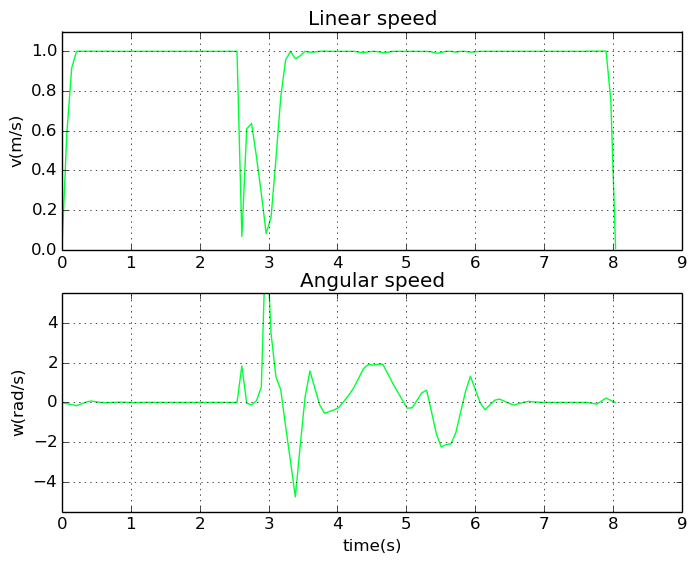 Linear speed
1.0
0.8
0.6
0.4
0.2
0.0
v(m/s)
0 1 2 3 4 5 6 7 8 9
Angular speed
4
2
0
−2
−4
w(rad/s)
0 1 2 3 4 5 6 7 8 9
time(s)